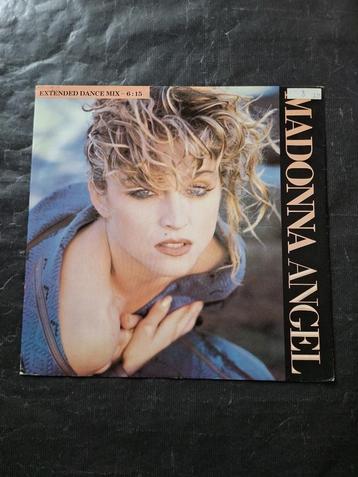 EXTENDED DANCE MIX – 6:15
MADONNA ANGEL